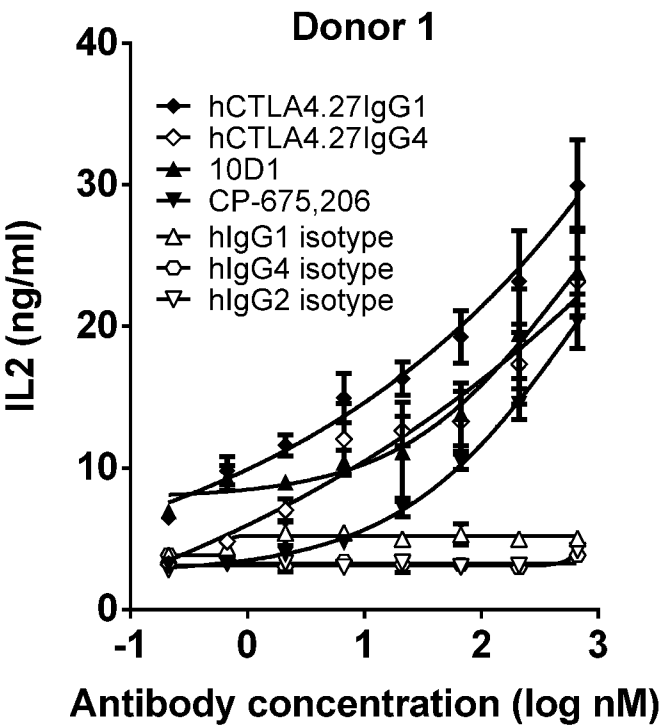 Donor 1
40
30
20
10
0
IL2 (ng/ml)
hCTLA4.27IgG1
hCTLA4.27IgG4
10D1
CP-675,206
hIgG1 isotype
hIgG4 isotype
hIgG2 isotype
-1 0 1 2 3
Antibody concentration (log nM)